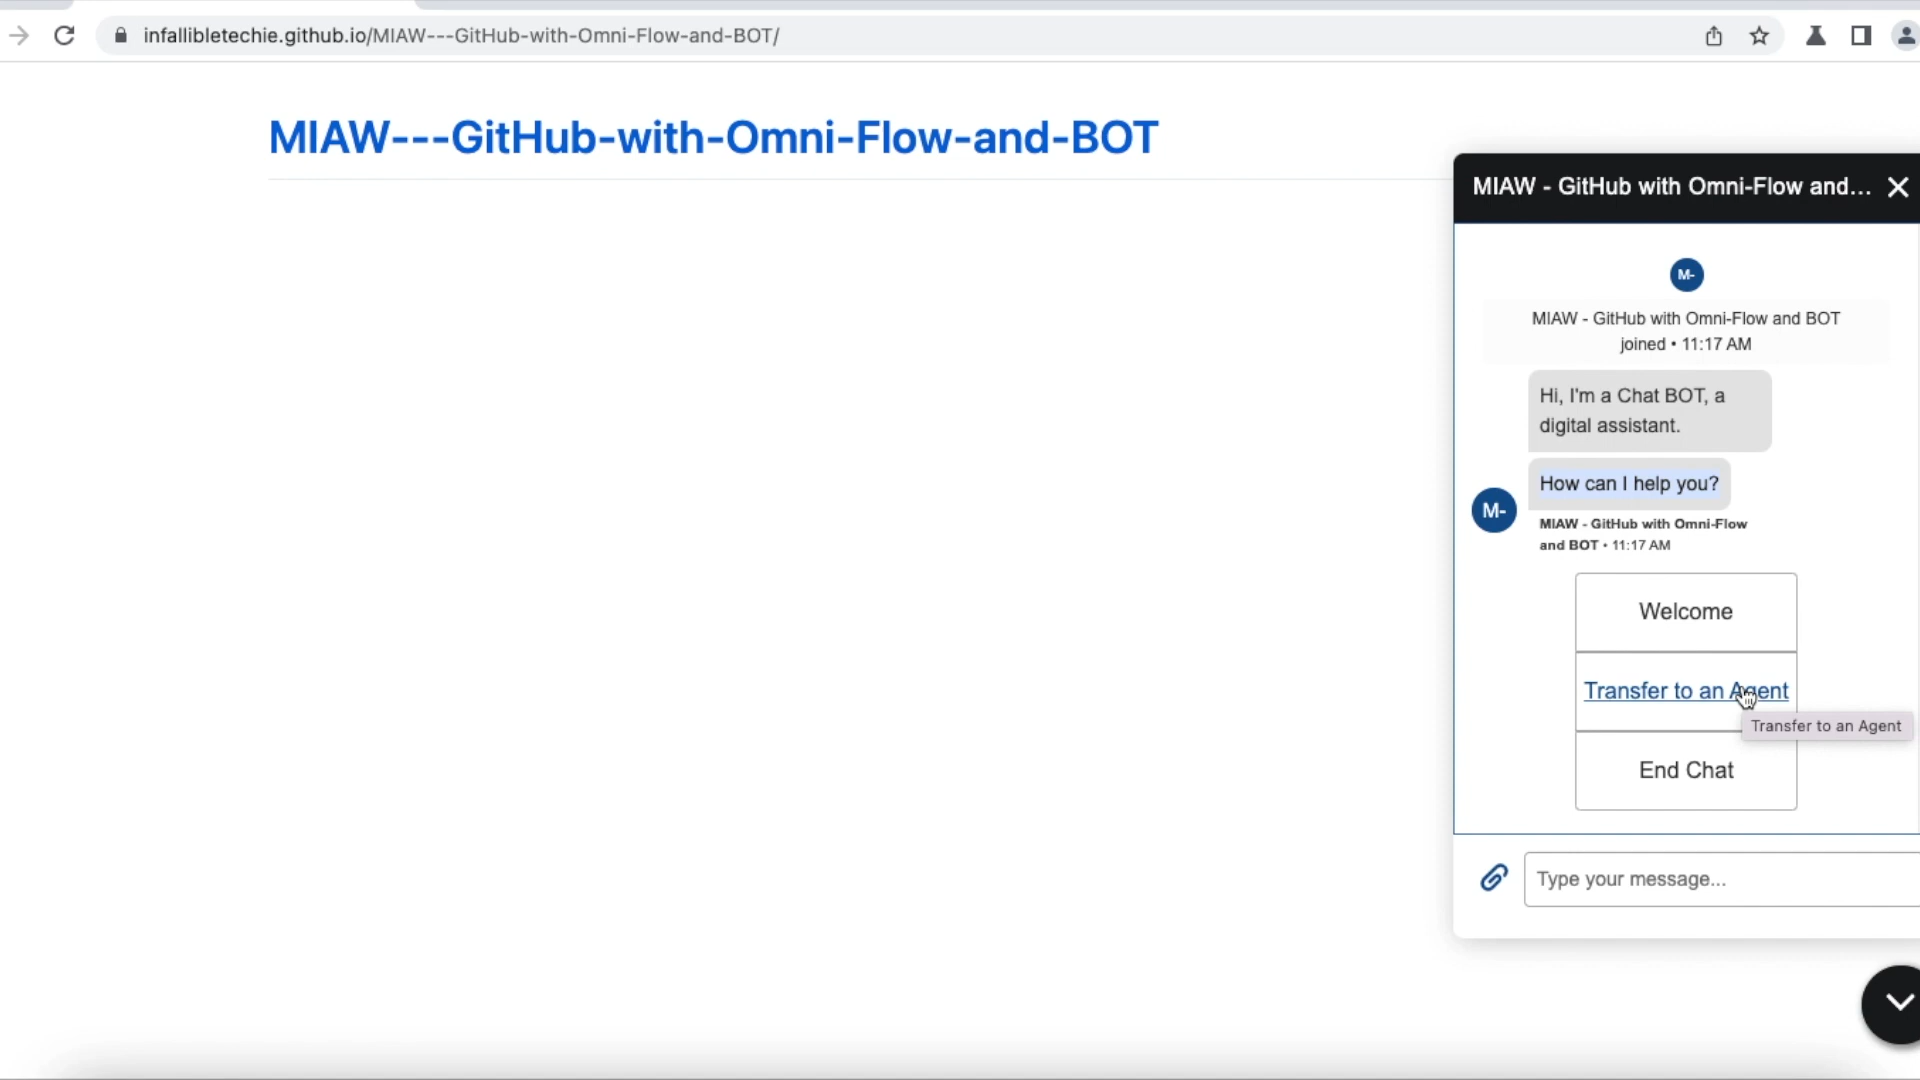 infallibletechie.github.io/MIAW---GitHub-with-Omni-Flow-and-BOT/
MIAW---GitHub-with-Omni-Flow-and-BOT
MIAW - GitHub with Omni-Flow and...
M-
MIAW - GitHub with Omni-Flow and BOT
joined • 11:17 AM
Hi, I'm a Chat BOT, a
digital assistant.
How can I help you?
M-
MIAW - GitHub with Omni-Flow
and BOT • 11:17 AM
Welcome
Transfer to an Agent
Transfer to an Agent
End Chat
Type your message...